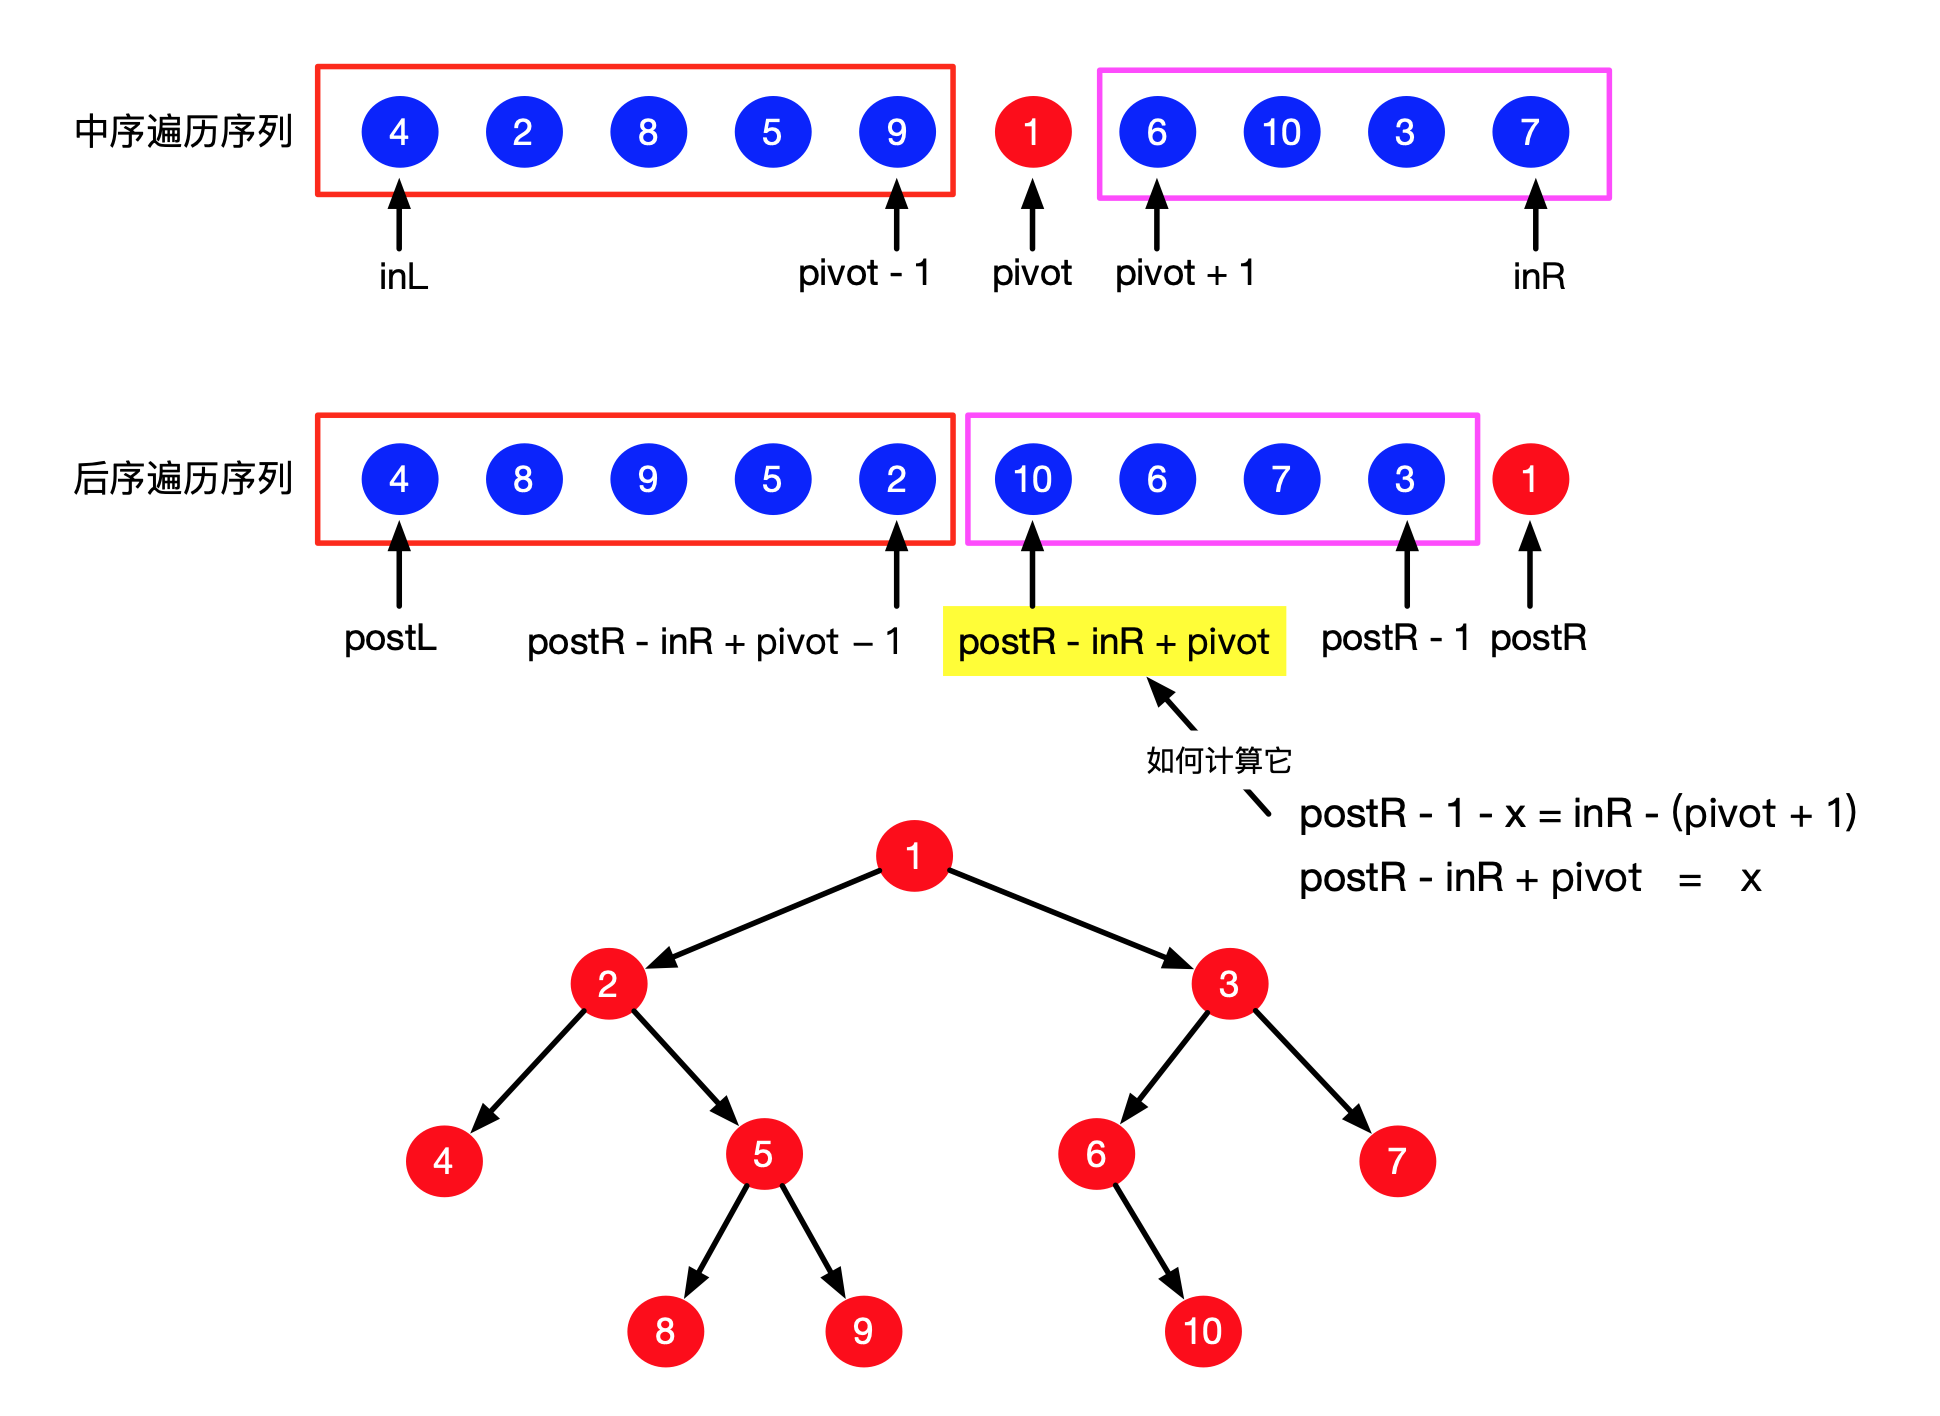 中序遍历序列 4 2 8 5 9 1 6 10 3 7
inL pivot - 1 pivot pivot + 1 inR
后序遍历序列 4 8 9 5 2 10 6 7 3 1
postL postR - inR + pivot – 1 postR - inR + pivot postR - 1 postR
如何计算它
postR - 1 - x = inR - (pivot + 1)
postR - inR + pivot = x
1
2 3
4 5 6 7
8 9 10